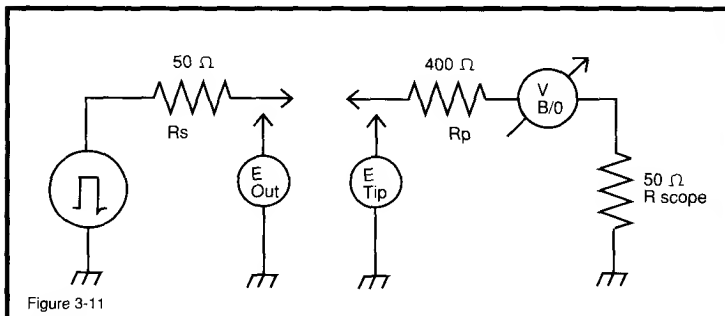 50 Ω
Rs
E
Out
E
Tip
400 Ω
Rp
V
B/0
50 Ω
R scope
Figure 3-11